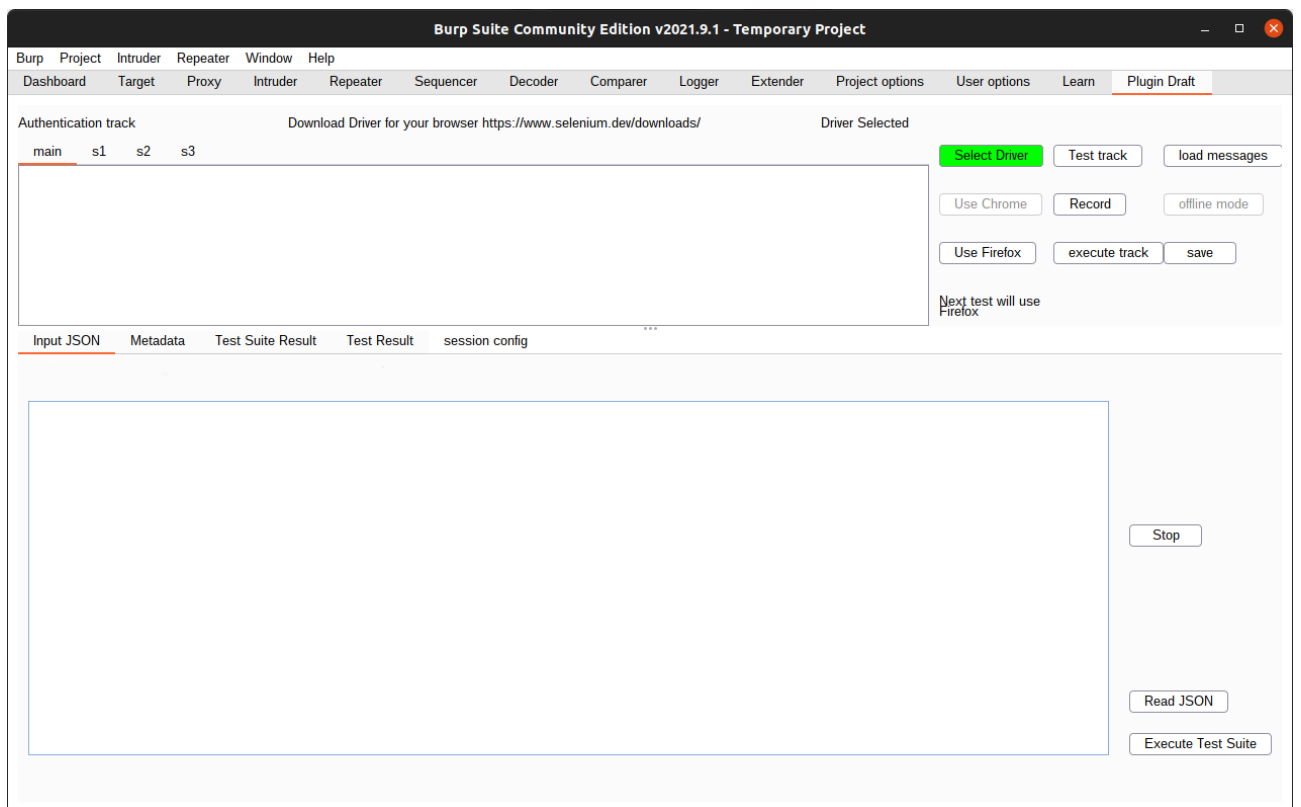 Burp Suite Community Edition v2021.9.1 - Temporary Project
Burp Project Intruder Repeater Window Help
Dashboard Target Proxy Intruder Repeater Sequencer Decoder Comparer Logger Extender Project options User options Learn Plugin Draft
Authentication track Download Driver for your browser https://www.selenium.dev/downloads/ Driver Selected
main s1 s2 s3
Select Driver Test track load messages
Use Chrome Record offline mode
Use Firefox execute track save
Next test will use
Firefox
Input JSON Metadata Test Suite Result Test Result session config
Stop
Read JSON
Execute Test Suite